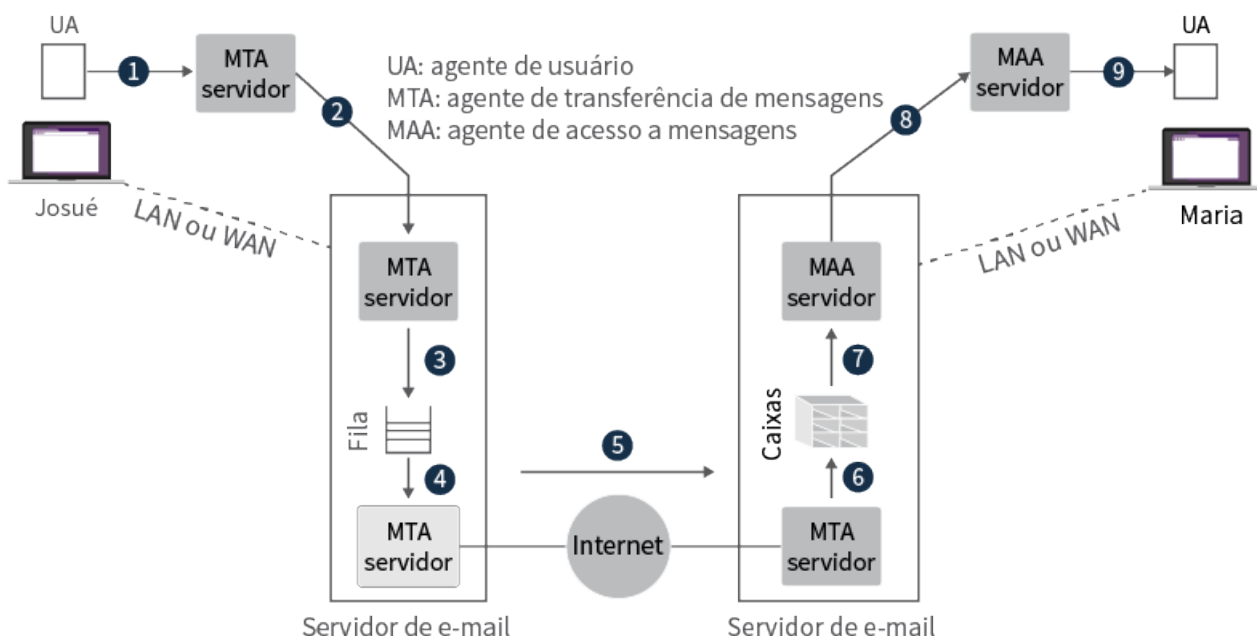 UA
1
MTA
servidor
2
UA: agente de usuário
MTA: agente de transferência de mensagens
MAA: agente de acesso a mensagens
8
MAA
servidor
9
UA
Josué
LAN ou WAN
Maria
LAN ou WAN
MTA
servidor
3
Fila
4
MTA
servidor
Servidor de e-mail
5
Internet
MAA
servidor
7
Caixas
6
MTA
servidor
Servidor de e-mail